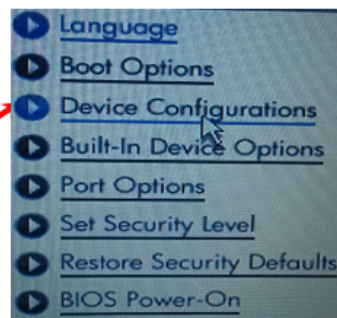 Language
Boot Options
Device Configurations
Built-In Device Options
Port Options
Set Security Level
Restore Security Defaults
BIOS Power-On